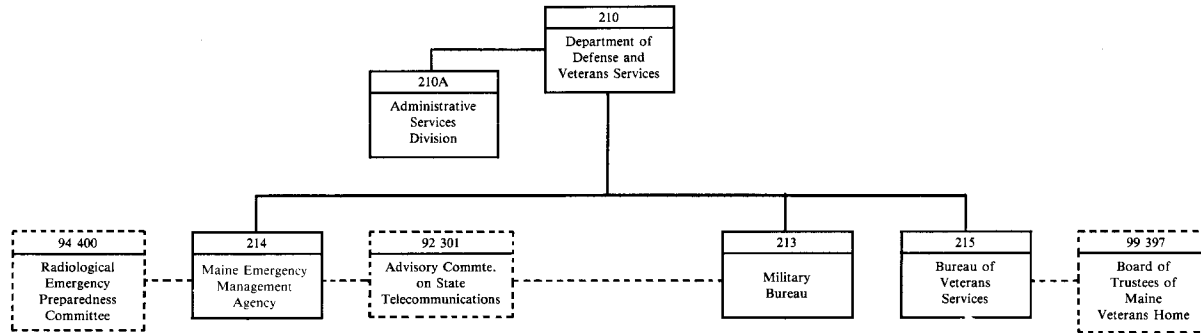 210
Department of
Defense and
Veterans Services
210A
Administrative
Services
Division
94 400
Radiological
Emergency
Preparedness
Committee
214
Maine Emergency
Management
Agency
92 301
Advisory Commte.
on State
Telecommunications
213
Military
Bureau
215
Bureau of
Veterans
Services
99 397
Board of
Trustees of
Maine
Veterans Home